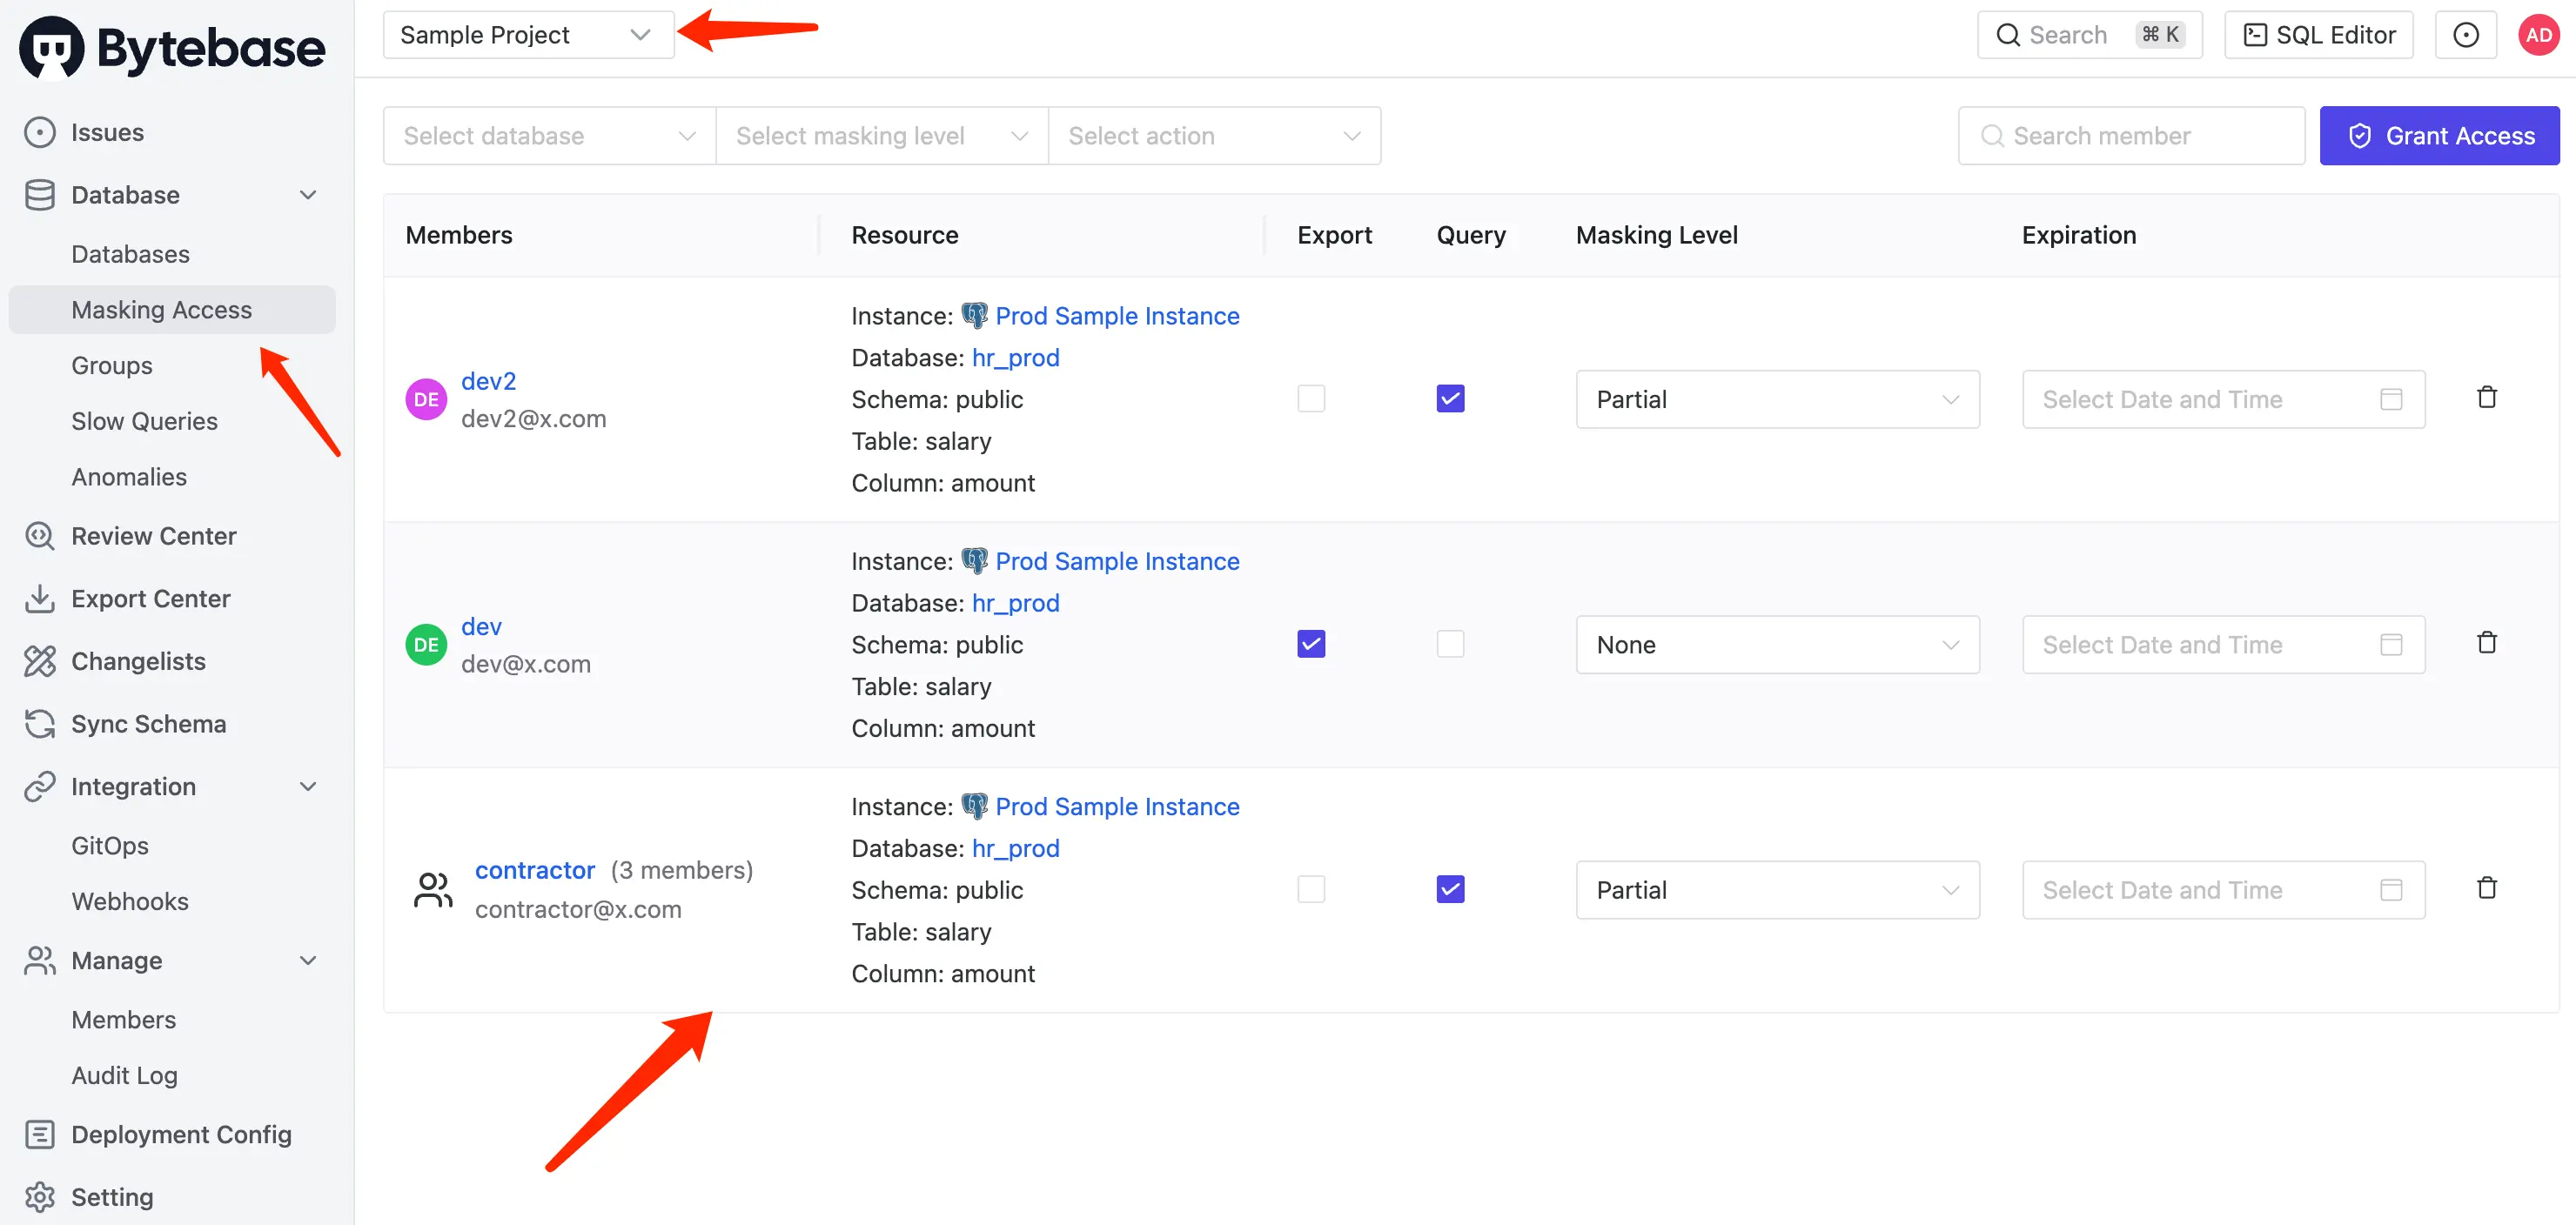 Bytebase
Issues
Database
Databases
Masking Access
Groups
Slow Queries
Anomalies
Review Center
Export Center
Changelists
Sync Schema
Integration
GitOps
Webhooks
Manage
Members
Audit Log
Deployment Config
Setting
Sample Project
Search ⌘ K
SQL Editor
AD
Select database
Select masking level
Select action
Search member
Grant Access
Members Resource Export Query Masking Level Expiration
DE
dev2
dev2@x.com
Instance: Prod Sample Instance
Database: hr_prod
Schema: public
Table: salary
Column: amount
Partial
Select Date and Time
DE
dev
dev@x.com
Instance: Prod Sample Instance
Database: hr_prod
Schema: public
Table: salary
Column: amount
None
Select Date and Time
contractor (3 members)
contractor@x.com
Instance: Prod Sample Instance
Database: hr_prod
Schema: public
Table: salary
Column: amount
Partial
Select Date and Time